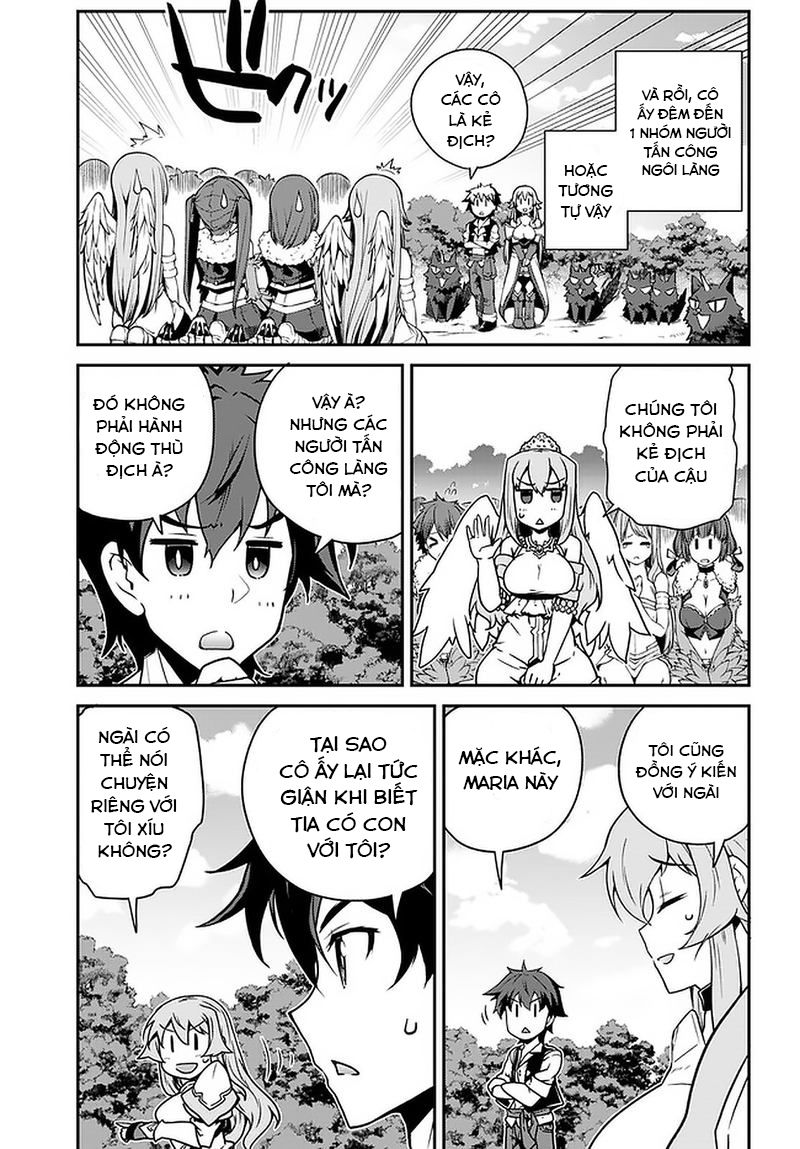 VÀ RỒI, CÔ
ẤY ĐÊM ĐẾN
1 NHÓM NGƯỜI
TẤN CÔNG
NGÔI LÀNG
HOẶC
TƯƠNG
TỰ VẬY
VẬY,
CÁC CÔ
LÀ KẺ
ĐỊCH?
ビクッ
CHÚNG TÔI
KHÔNG PHẢI
KẺ ĐỊCH
CỦA CẬU
VẬY À?
NHƯNG CÁC
NGƯỜI TẤN
CÔNG LÀNG
TÔI MÀ?
ĐÓ KHÔNG
PHẢI HÀNH
ĐỘNG THÙ
ĐỊCH À?
TÔI CŨNG
ĐỒNG Ý KIẾN
VỚI NGÀI
MẶC KHÁC,
MARIA NÀY
TẠI SAO
CÔ ẤY LẠI TỨC
GIẬN KHI BIẾT
TIA CÓ CON
VỚI TÔI?
NGÀI CÓ
THỂ NÓI
CHUYỆN
RIÊNG VỚI
TÔI XÍU
KHÔNG?